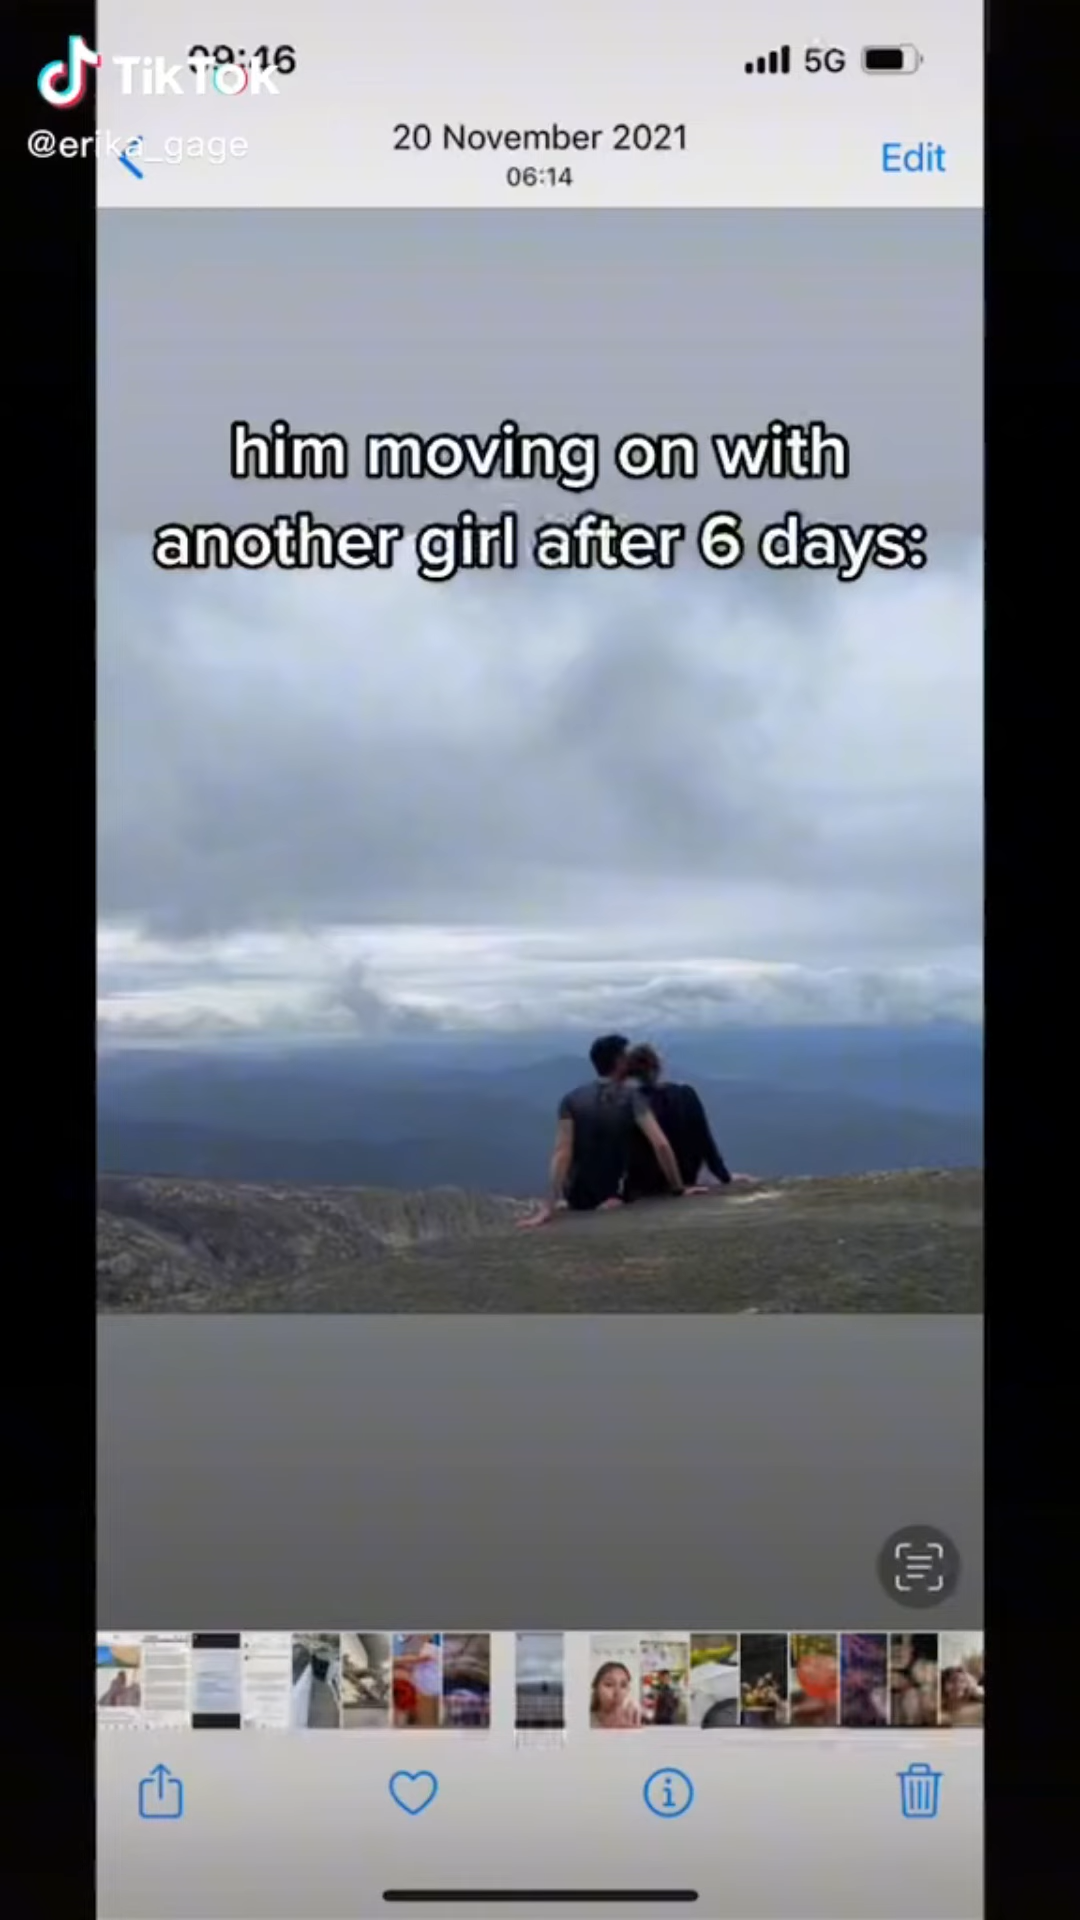 09:46
TikTok
5G
@erika_gage
20 November 2021
06:14
Edit
him moving on with
another girl after 6 days: